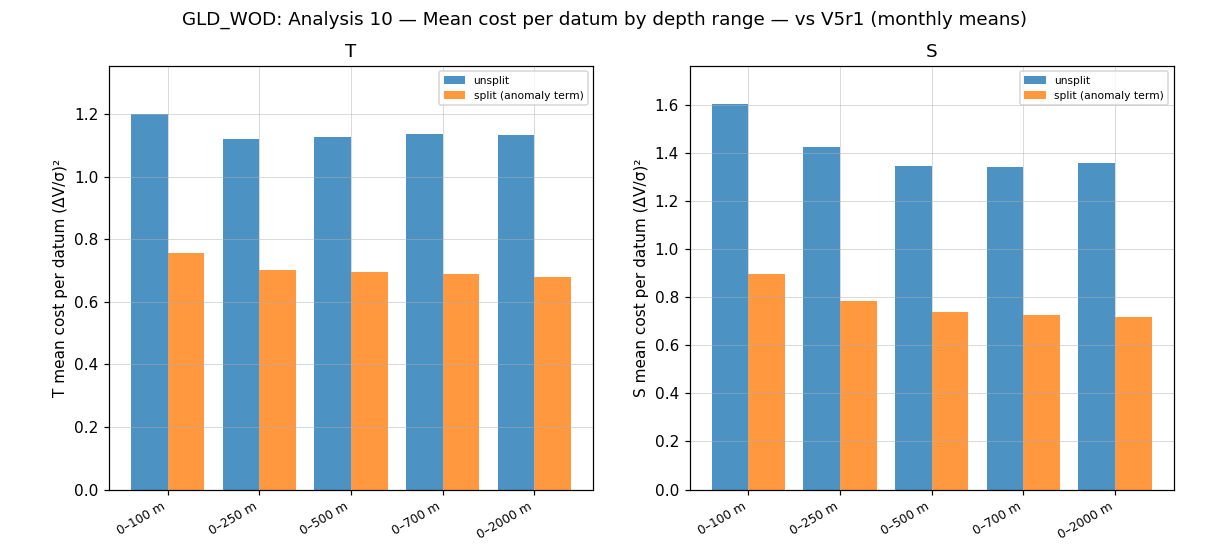 GLD_WOD: Analysis 10 — Mean cost per datum by depth range — vs V5r1 (monthly means)
T
unsplit
split (anomaly term)
T mean cost per datum (ΔV/σ)²
1.2
1.0
0.8
0.6
0.4
0.2
0.0
0–100 m
0–250 m
0–500 m
0–700 m
0–2000 m
S
unsplit
split (anomaly term)
S mean cost per datum (ΔV/σ)²
1.6
1.4
1.2
1.0
0.8
0.6
0.4
0.2
0.0
0–100 m
0–250 m
0–500 m
0–700 m
0–2000 m